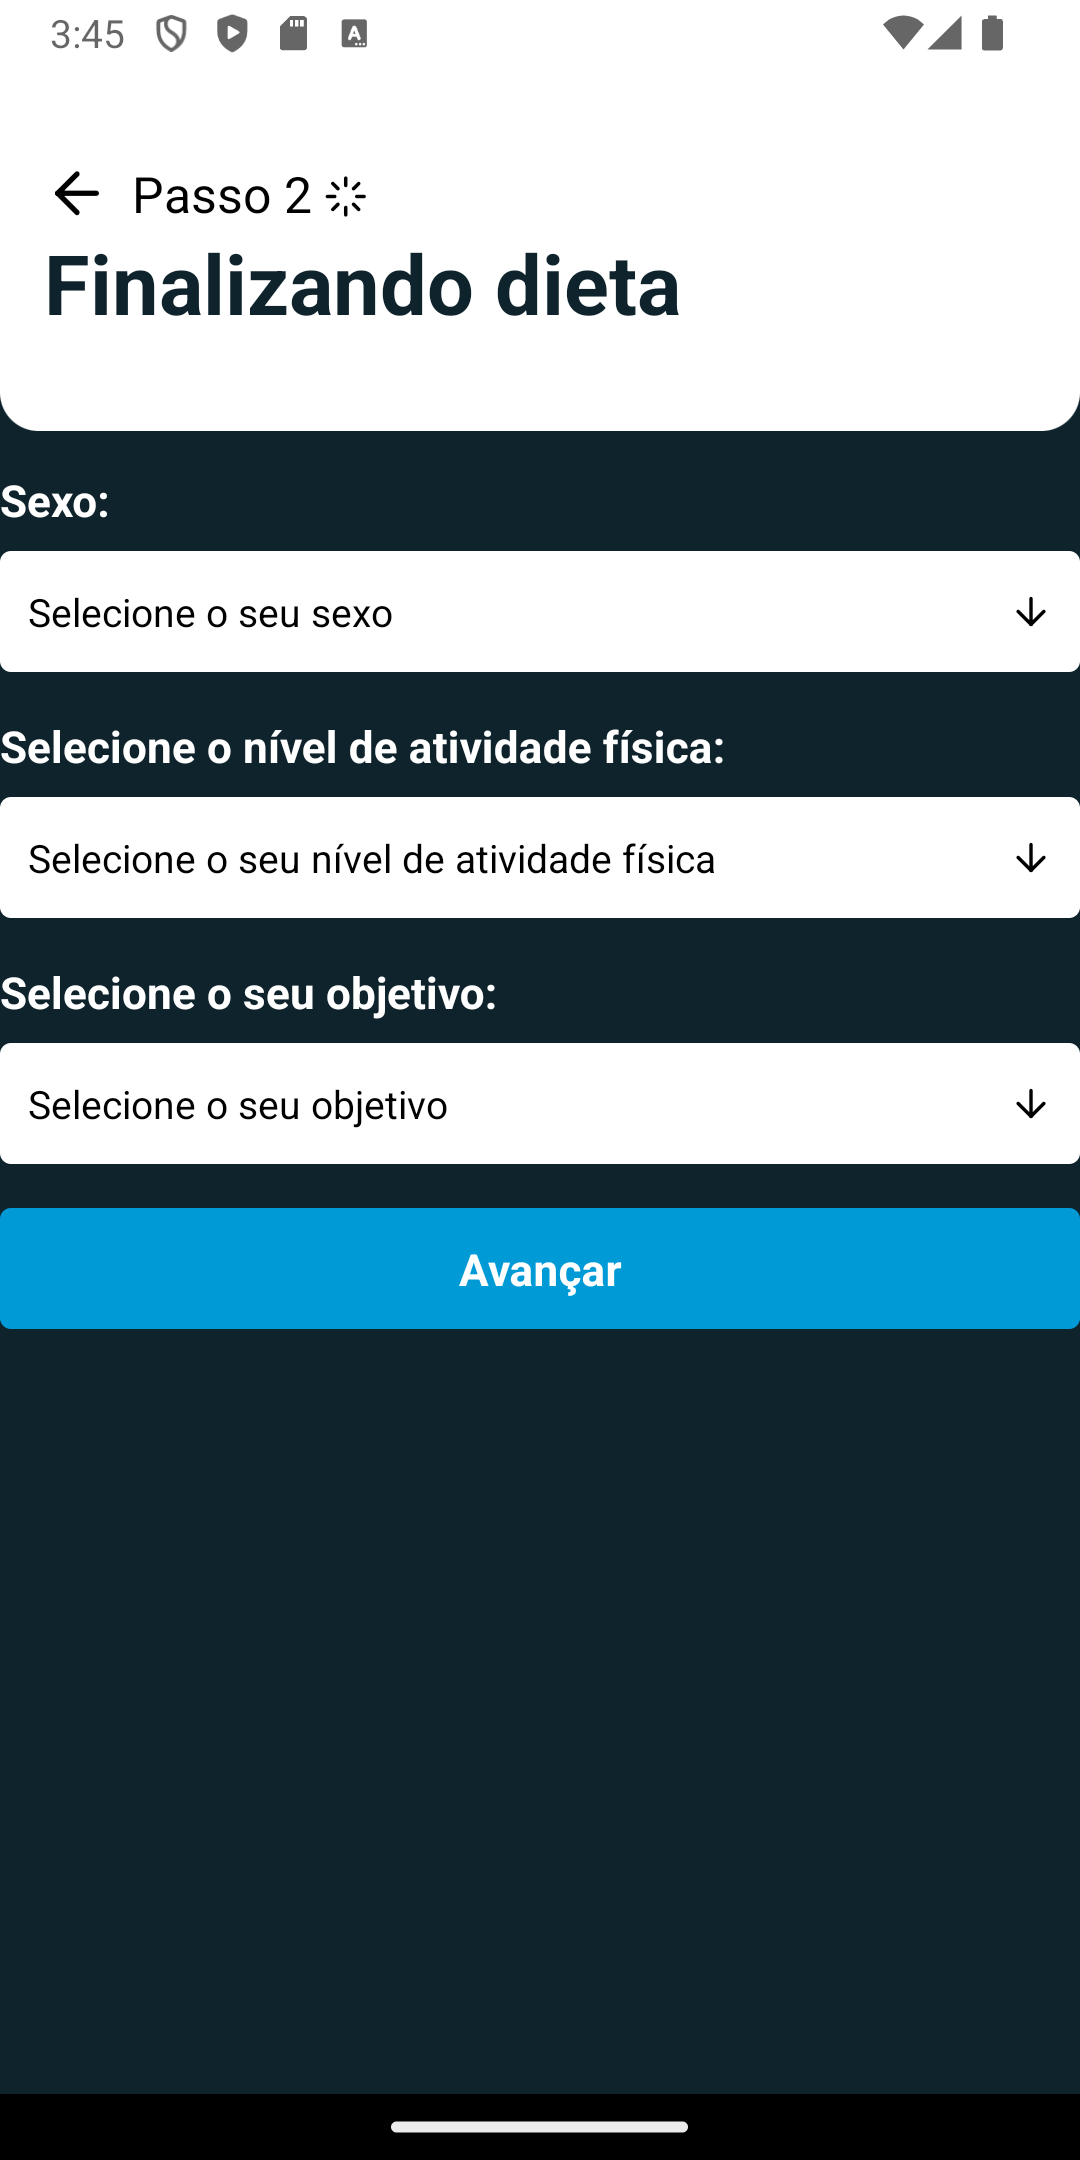 3:45
Passo 2
Finalizando dieta
Sexo:
Selecione o seu sexo
Selecione o nível de atividade física:
Selecione o seu nível de atividade física
Selecione o seu objetivo:
Selecione o seu objetivo
Avançar